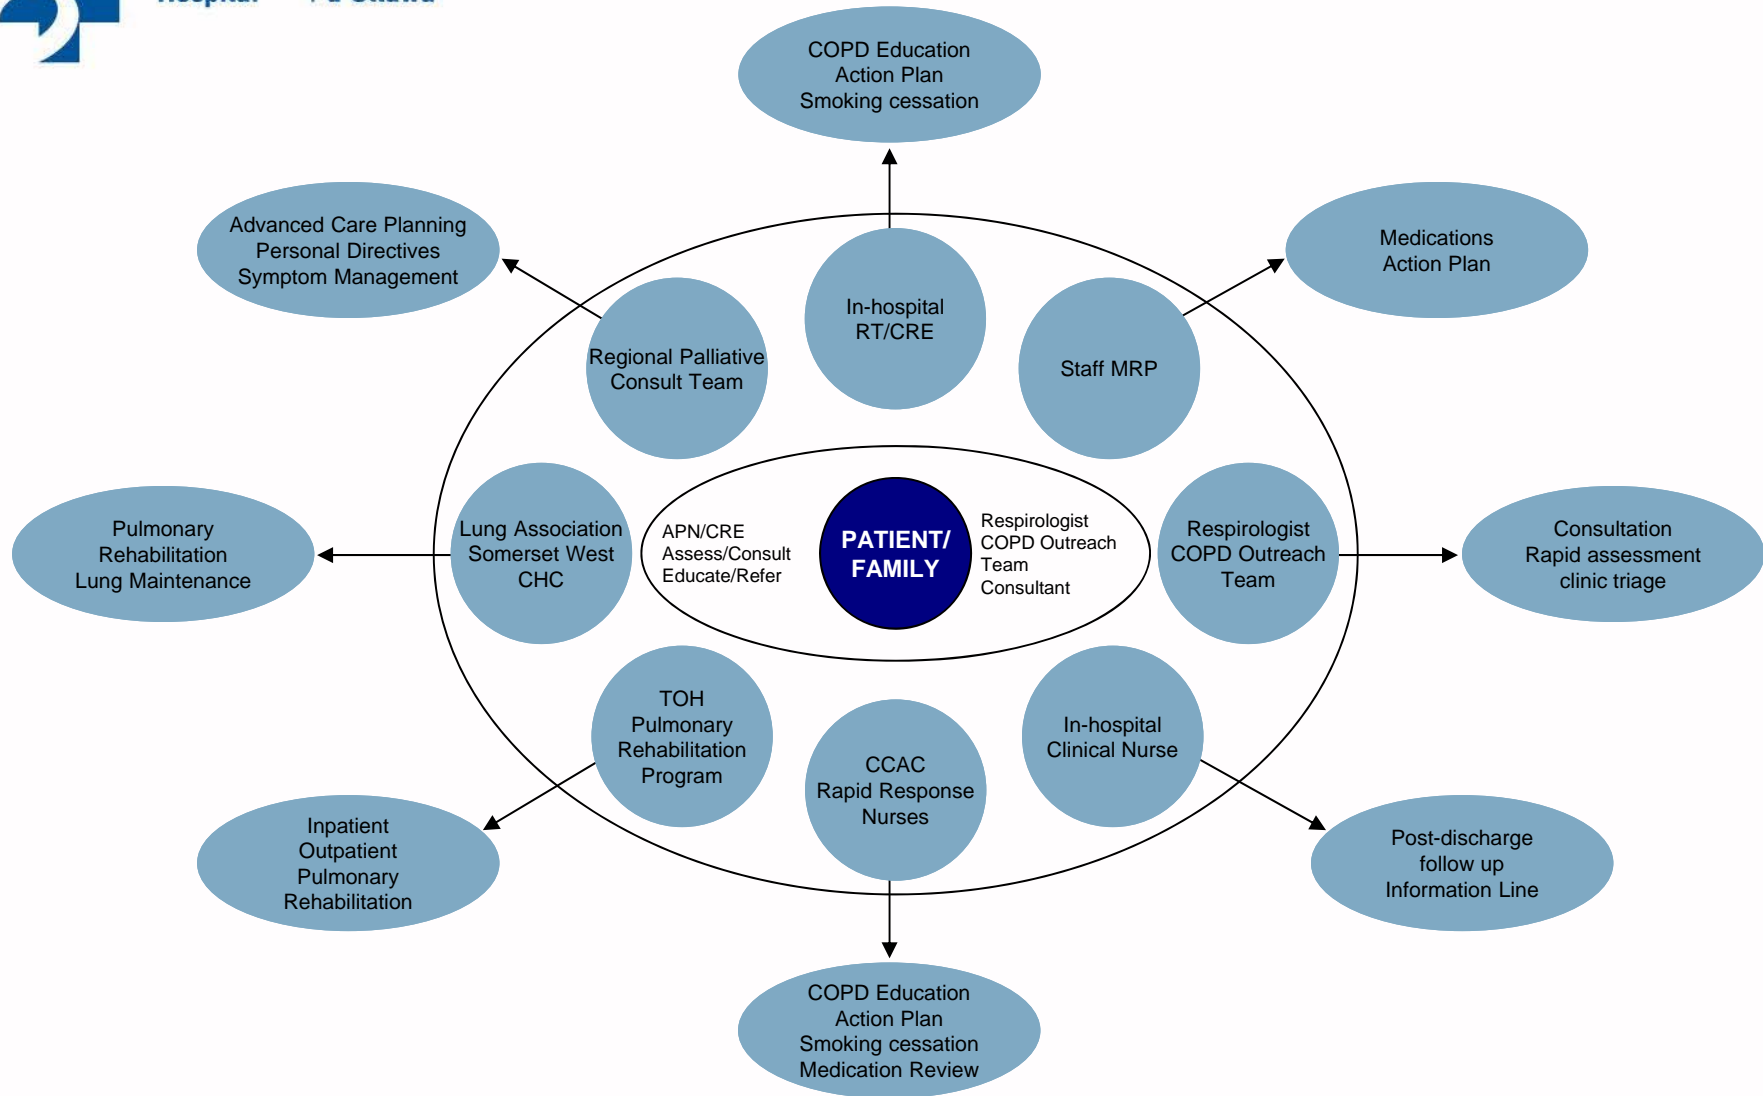 COPD Education
Action Plan
Smoking cessation
Advanced Care Planning
Personal Directives
Symptom Management
Medications
Action Plan
In-hospital
RT/CRE
Regional Palliative
Consult Team
Staff MRP
Pulmonary
Rehabilitation
Lung Maintenance
Lung Association
Somerset West
CHC
APN/CRE
Assess/Consult
Educate/Refer
PATIENT/
FAMILY
Respirologist
COPD Outreach
Team
Consultant
Respirologist
COPD Outreach
Team
Consultation
Rapid assessment
clinic triage
TOH
Pulmonary
Rehabilitation
Program
CCAC
Rapid Response
Nurses
In-hospital
Clinical Nurse
Inpatient
Outpatient
Pulmonary
Rehabilitation
Post-discharge
follow up
Information Line
COPD Education
Action Plan
Smoking cessation
Medication Review